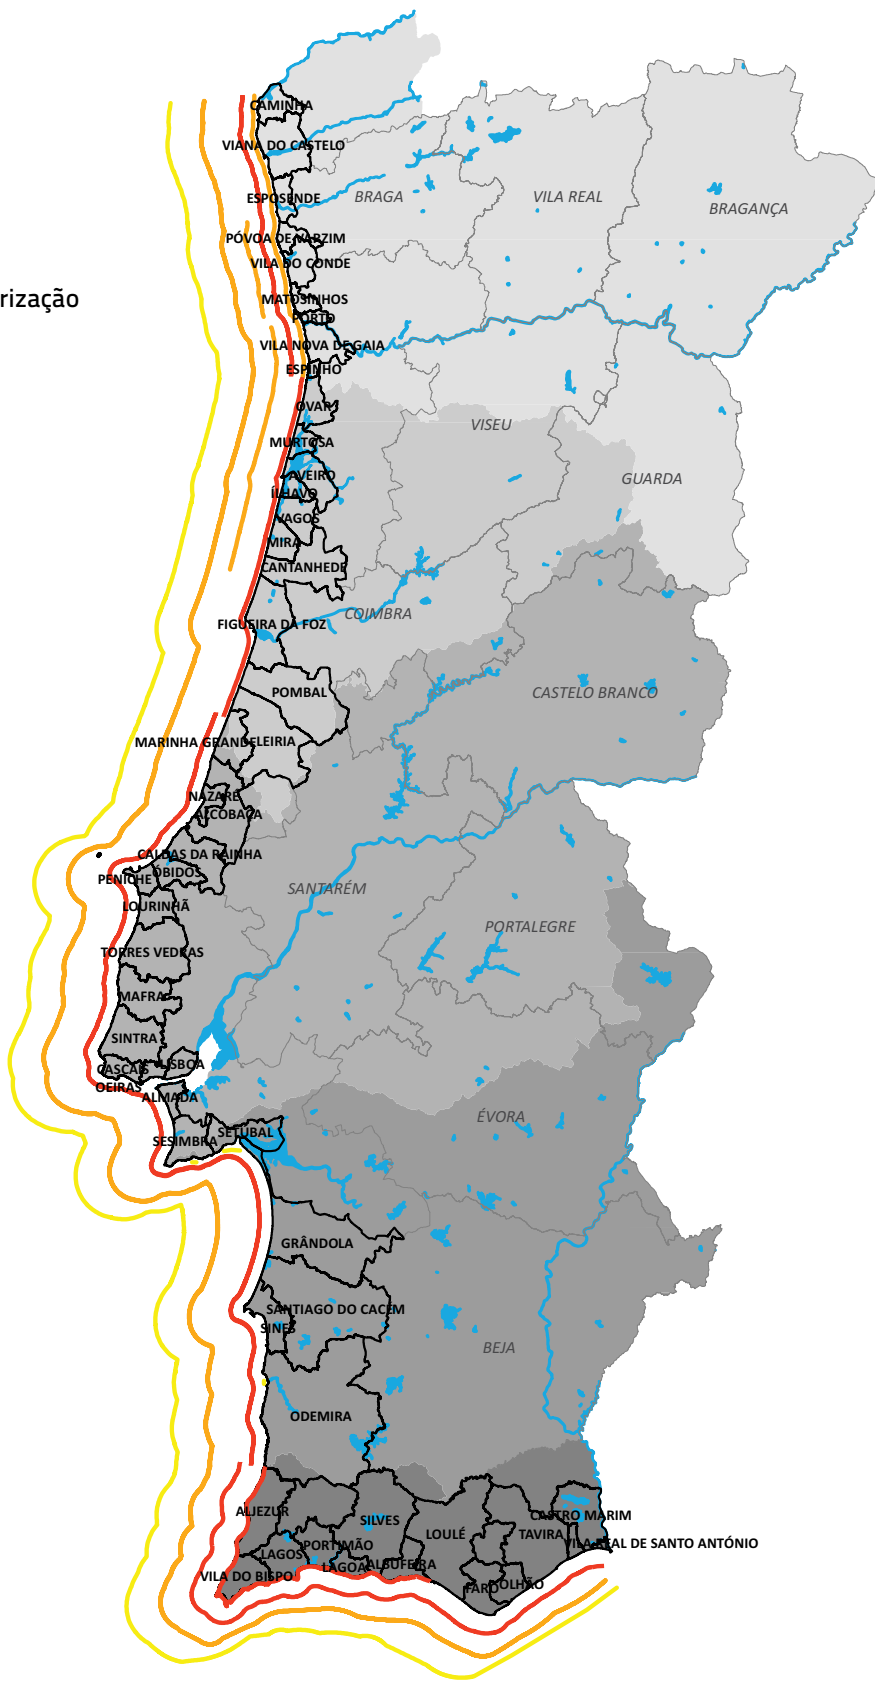 CAMINHA
VIANA DO CASTELO
ESPOSENDE
BRAGA
VILA REAL
BRAGANÇA
PÓVOA DE VARZIM
VILA DO CONDE
rização
MATOSINHOS
PORTO
VILA NOVA DE GAIA
ESPINHO
OVAR
VISEU
MURTOSA
AVEIRO
GUARDA
ÍLHAVO
VAGOS
MIRA
CANTANHEDE
COIMBRA
FIGUEIRA DA FOZ
POMBAL
CASTELO BRANCO
MARINHA GRANDE
LEIRIA
NAZARÉ
ALCOBAÇA
CALDAS DA RAINHA
ÓBIDOS
PENICHE
SANTARÉM
LOURINHÃ
PORTALEGRE
TORRES VEDRAS
MAFRA
SINTRA
LISBOA
CASCAIS
OEIRAS
ALMADA
ÉVORA
SETÚBAL
SESIMBRA
GRÂNDOLA
SANTIAGO DO CACÉM
SINES
BEJA
ODEMIRA
ALJEZUR
SILVES
CASTRO MARIM
LOULÉ
TAVIRA
VILA REAL DE SANTO ANTÓNIO
PORTIMÃO
LAGOS
LAGOA
ALBUFEIRA
VILA DO BISPO
FARO
OLHÃO